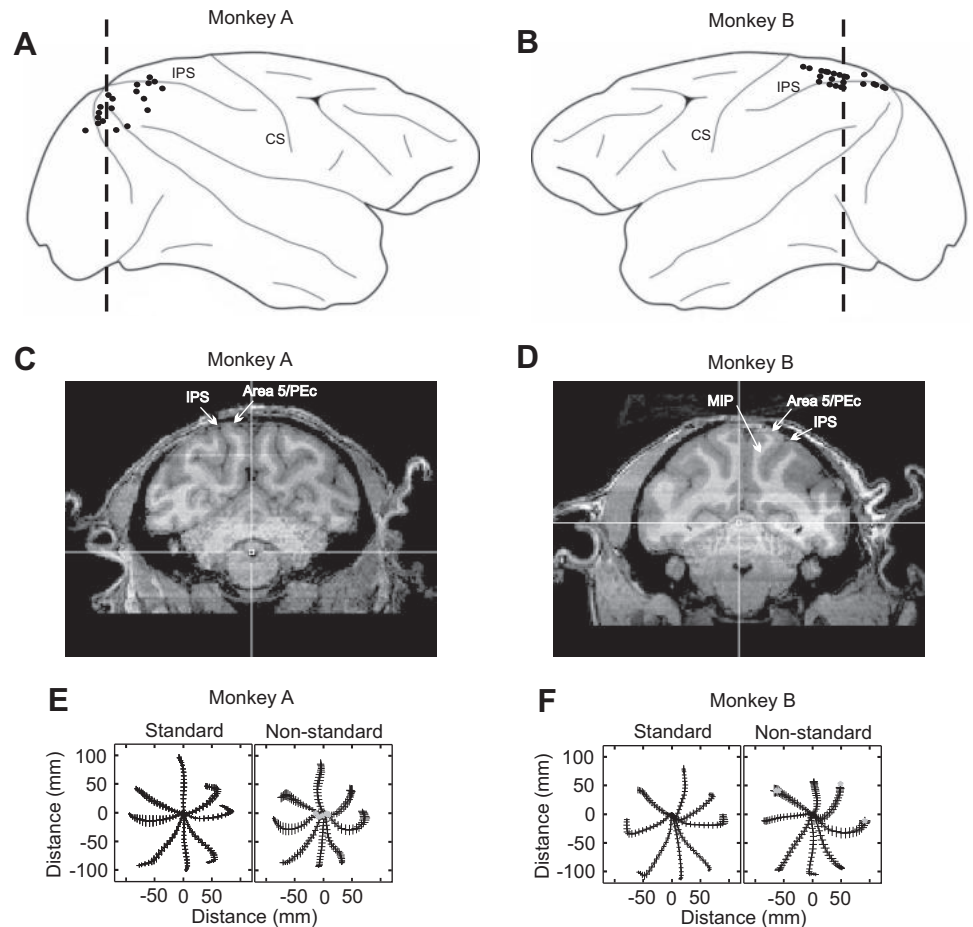 Monkey A
A
IPS
CS
Monkey B
B
IPS
CS
Monkey A
C
IPS
Area 5/PEc
Monkey B
D
MIP
Area 5/PEc
IPS
Monkey A
E
Standard
Non-standard
Distance (mm)
100
50
0
-50
-100
-50 0 50
-50 0 50
Distance (mm)
Monkey B
F
Standard
Non-standard
Distance (mm)
100
50
0
-50
-100
-50 0 50
-50 0 50
Distance (mm)